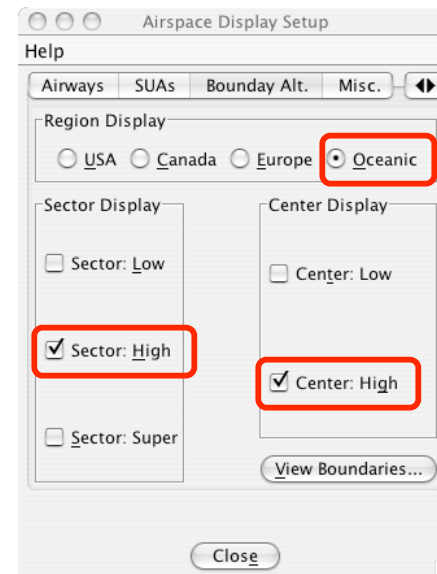 Airspace Display Setup
Help
Airways SUAs Bounday Alt. Misc.
Region Display
USA Canada Europe Oceanic
Sector Display Center Display
Sector: Low
Center: Low
Sector: High
Center: High
Sector: Super
View Boundaries...
Close